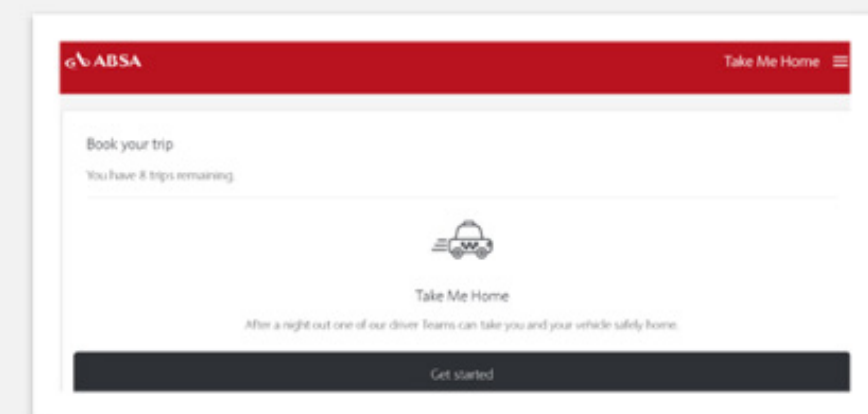 ABSA
Take Me Home
Book your trip
You have 8 trips remaining.
Take Me Home
After a night out one of our driver Teams can take you and your vehicle safely home.
Get started